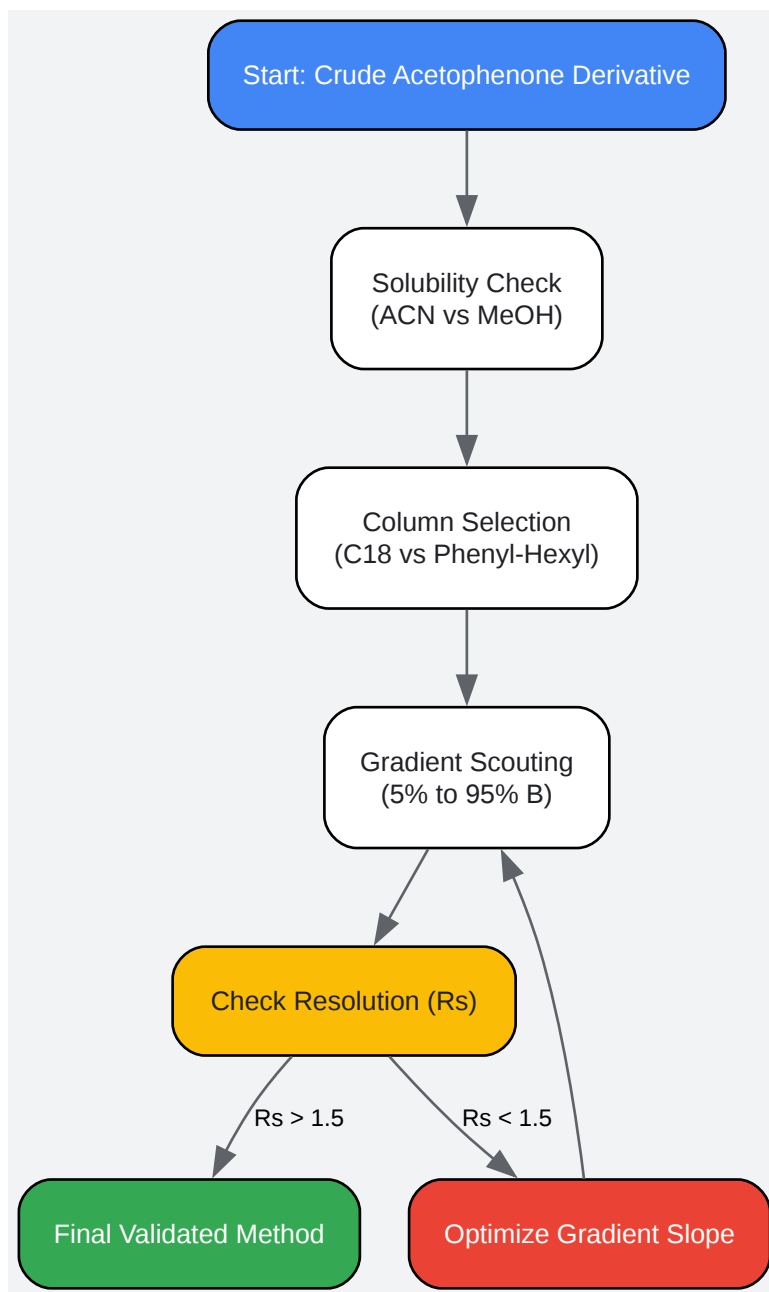 Start: Crude Acetophenone Derivative
Solubility Check
(ACN vs MeOH)
Column Selection
(C18 vs Phenyl-Hexyl)
Gradient Scouting
(5% to 95% B)
Check Resolution (Rs)
Rs > 1.5
Rs < 1.5
Final Validated Method
Optimize Gradient Slope